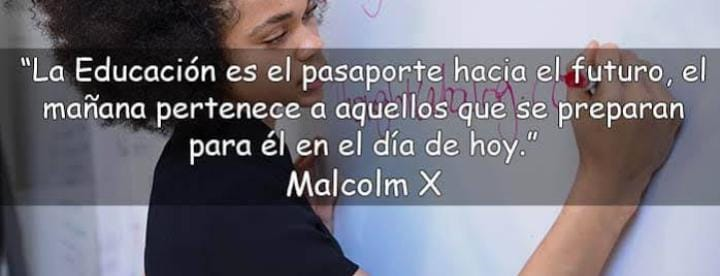 “La Educación es el pasaporte hacia el futuro, el
mañana pertenece a aquellos que se preparan
para él en el día de hoy.”
Malcolm X